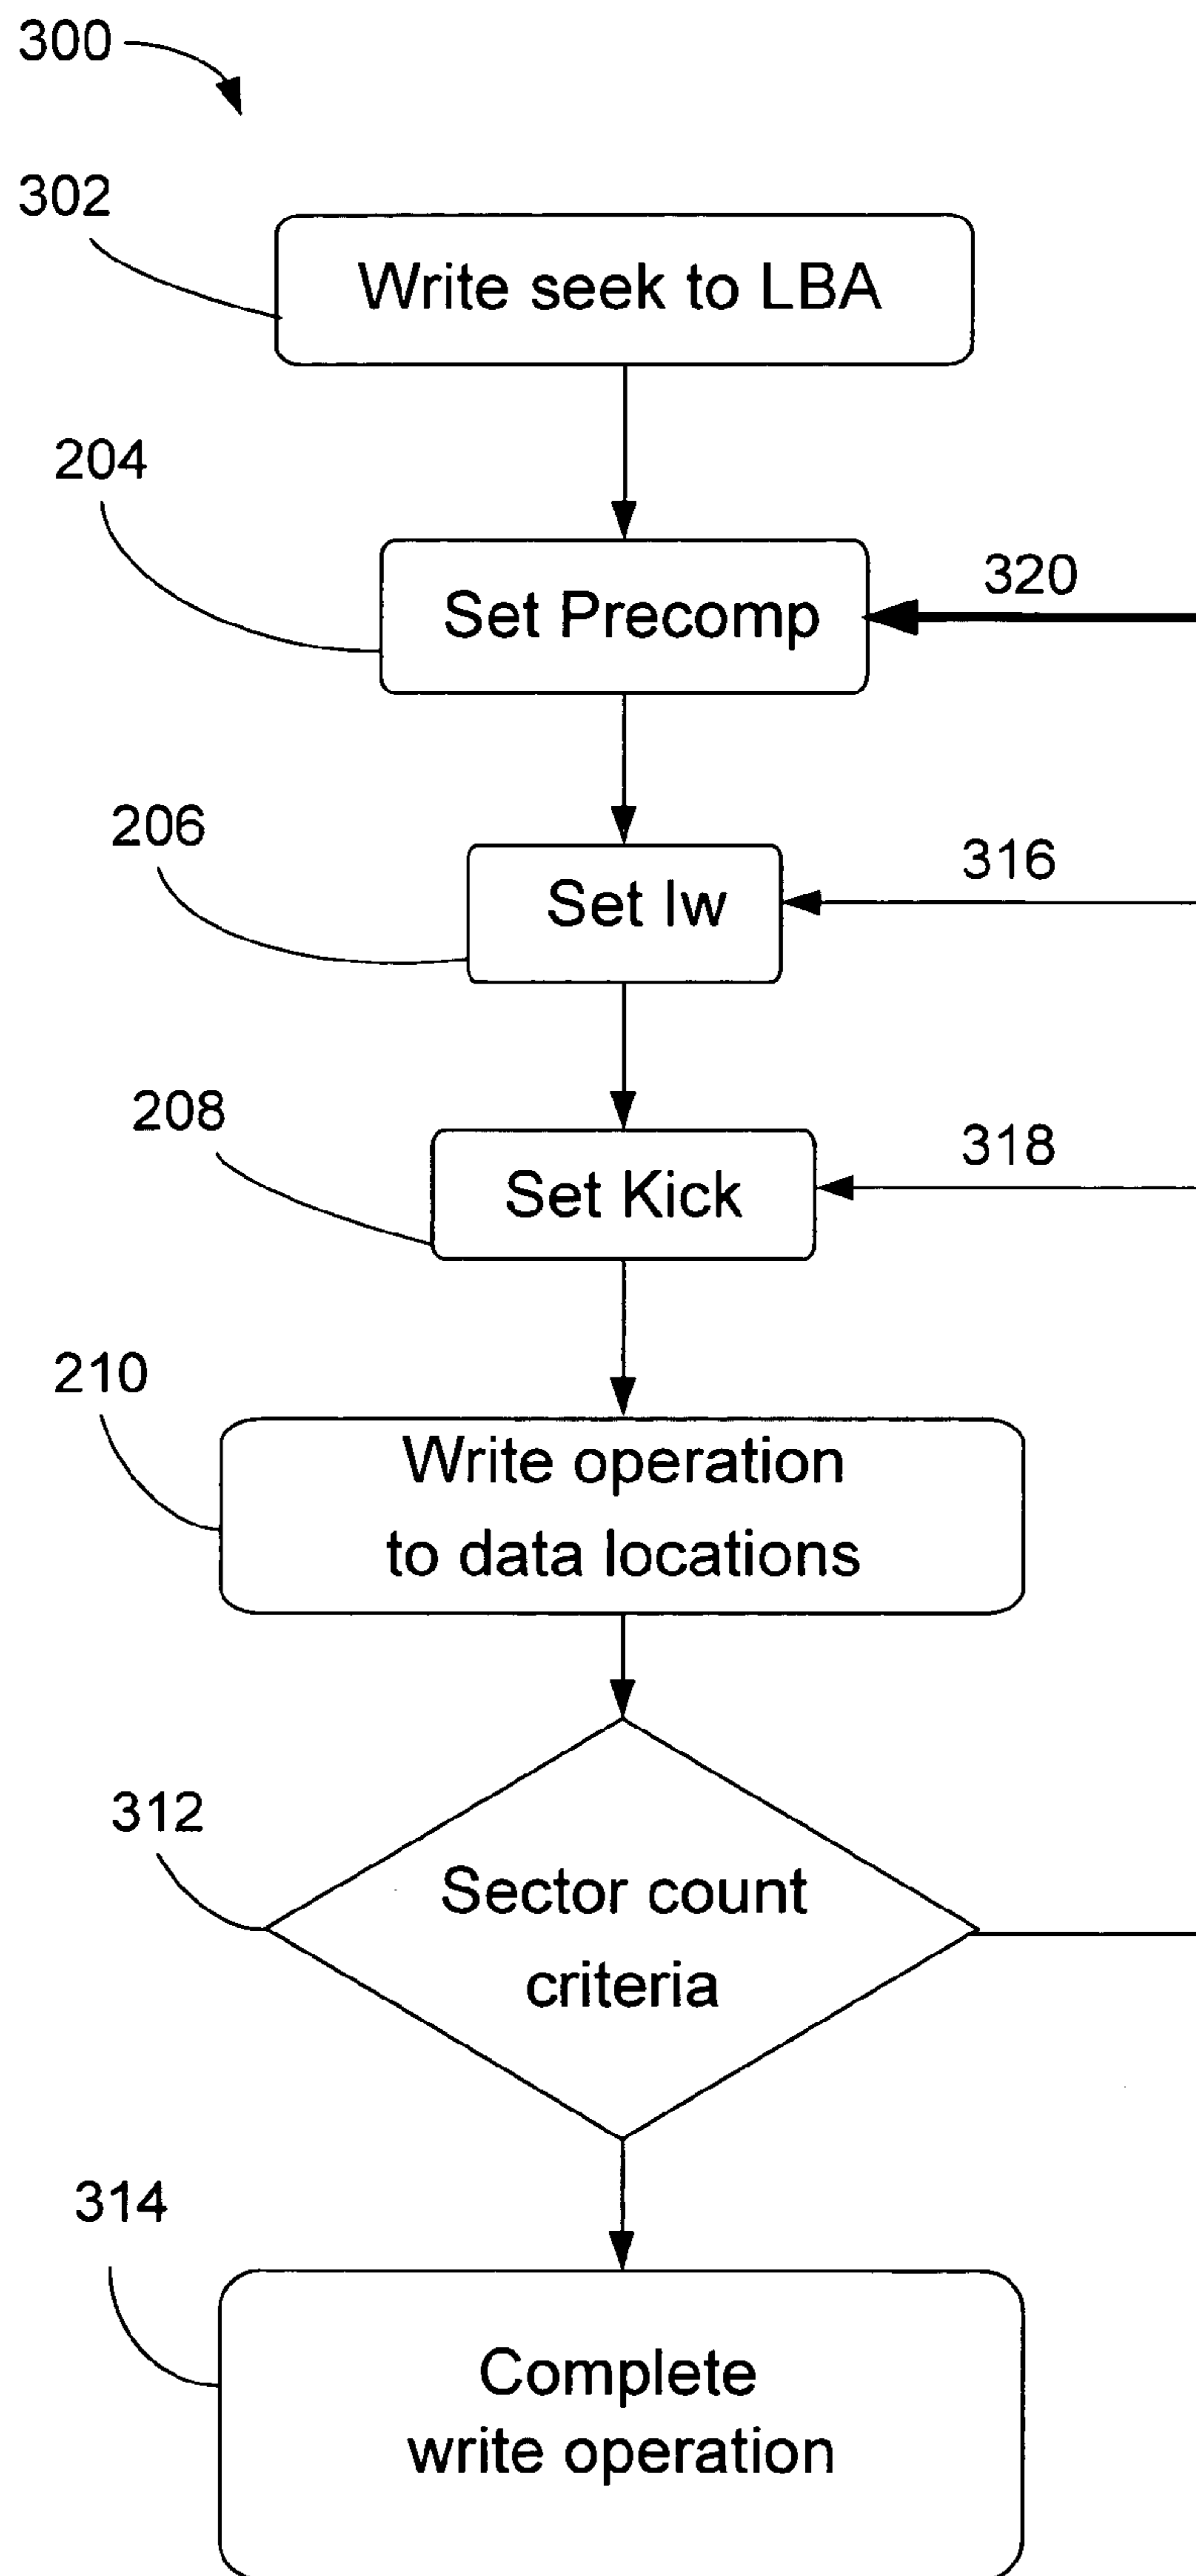 300
302
Write seek to LBA
204
Set Precomp
320
206
Set Iw
316
208
Set Kick
318
210
Write operation
to data locations
312
Sector count
criteria
314
Complete
write operation